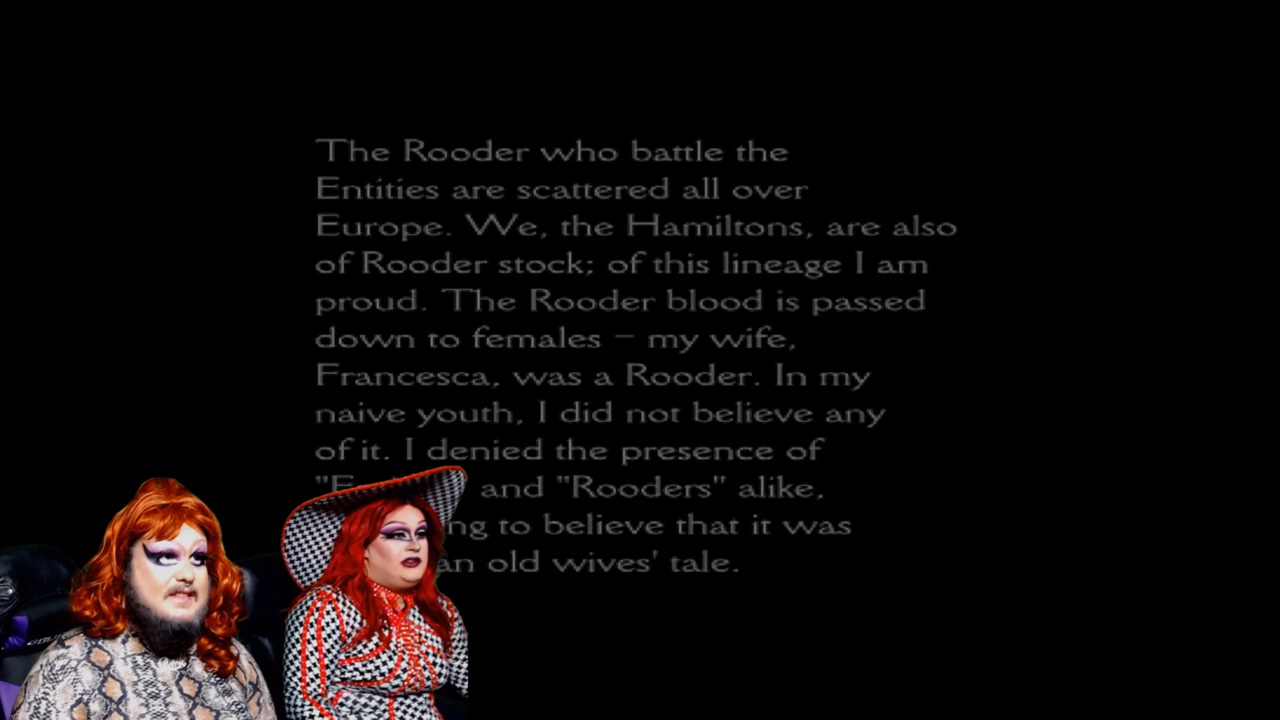 The Rooder who battle the
Entities are scattered all over
Europe. We, the Hamiltons, are also
of Rooder stock; of this lineage I am
proud. The Rooder blood is passed
down to females – my wife,
Francesca, was a Rooder. In my
naive youth, I did not believe any
of it. I denied the presence of
and "Rooders" alike,
to believe that it was
an old wives' tale.